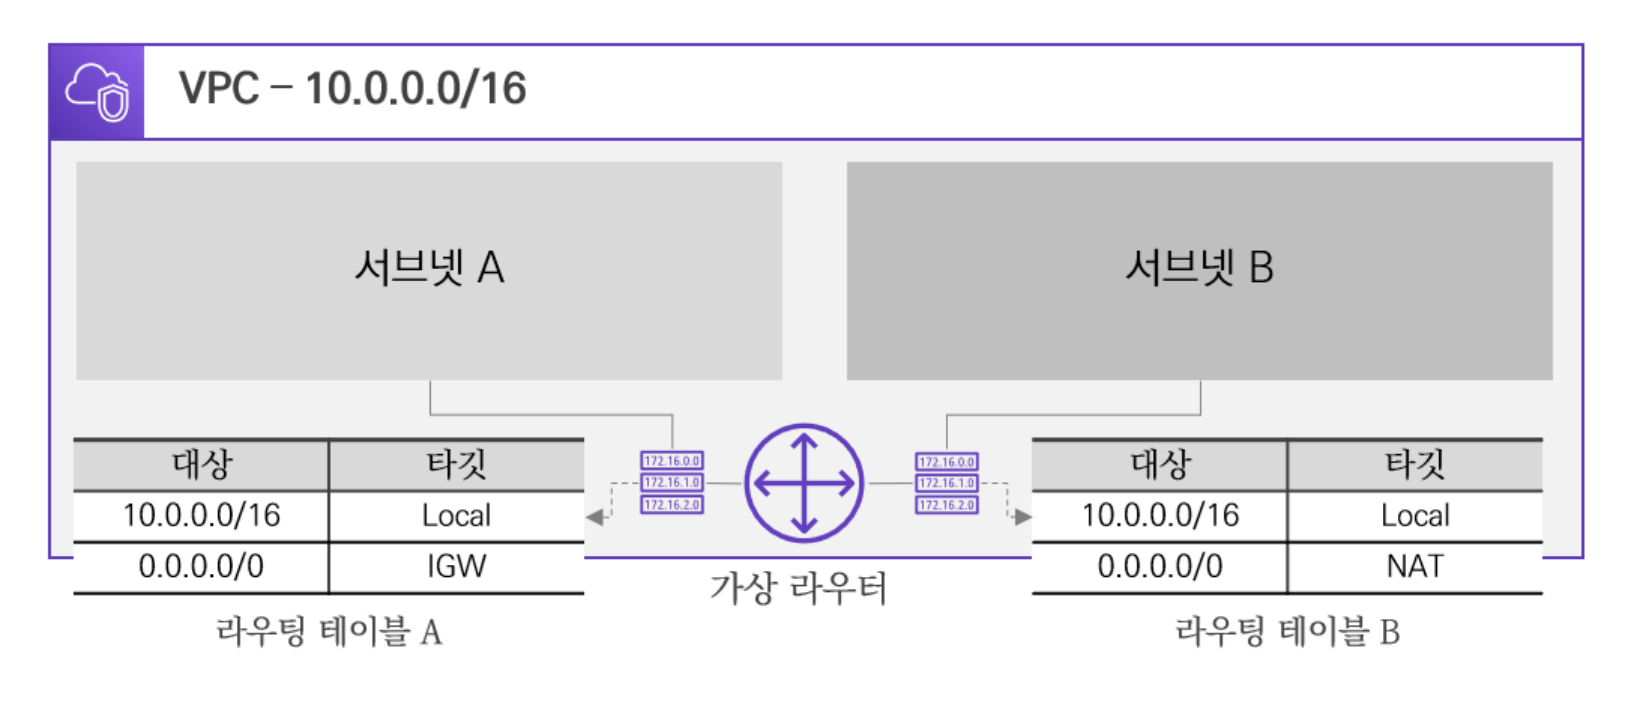 VPC – 10.0.0.0/16
서브넷 A
서브넷 B
대상 타깃
10.0.0.0/16 Local
0.0.0.0/0 IGW
라우팅 테이블 A
172.16.0.0
172.16.1.0
172.16.2.0
가상 라우터
172.16.0.0
172.16.1.0
172.16.2.0
대상 타깃
10.0.0.0/16 Local
0.0.0.0/0 NAT
라우팅 테이블 B